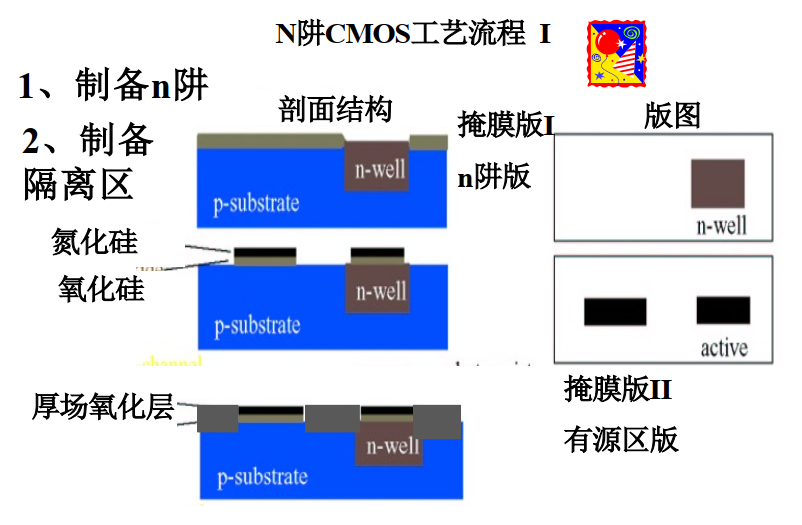 N阱CMOS工艺流程 I
1、制备n阱
2、制备
隔离区
剖面结构
掩膜版I
n阱版
版图
n-well
p-substrate
n-well
氮化硅
氧化硅
n-well
p-substrate
active
channel
掩膜版II
有源区版
厚场氧化层
n-well
p-substrate